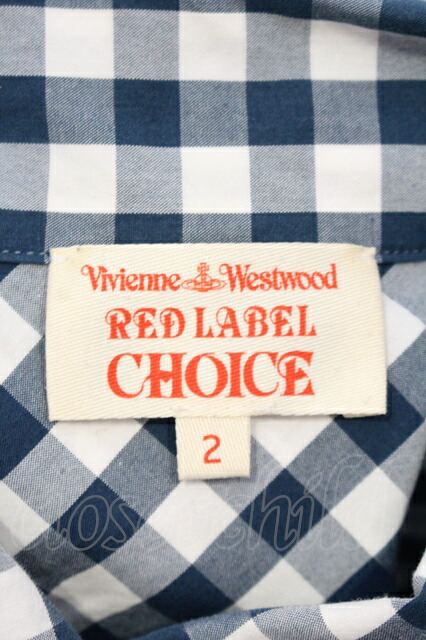 Vivienne Westwood
RED LABEL
CHOICE
2